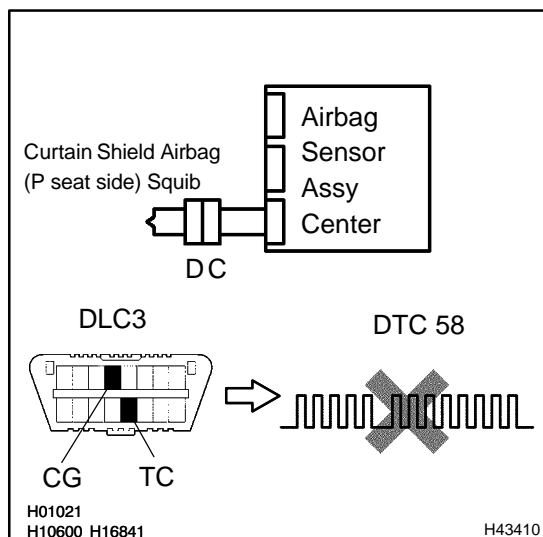 Airbag
Sensor
Assy
Center
Curtain Shield Airbag
(P seat side) Squib
D C
DLC3
DTC 58
CG
TC
H01021
H10600 H16841
H43410